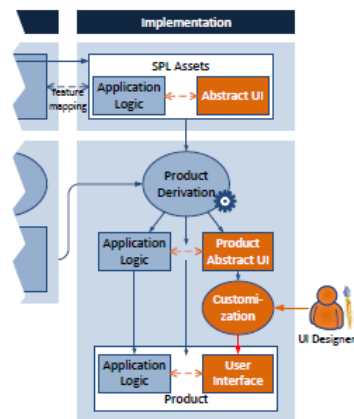 Implementation
SPL Assets
feature
mapping
Application
Logic
Abstract UI
Product
Derivation
Application
Logic
Product
Abstract UI
Customi-
zation
UI Designer
Application
Logic
User
Interface
Product